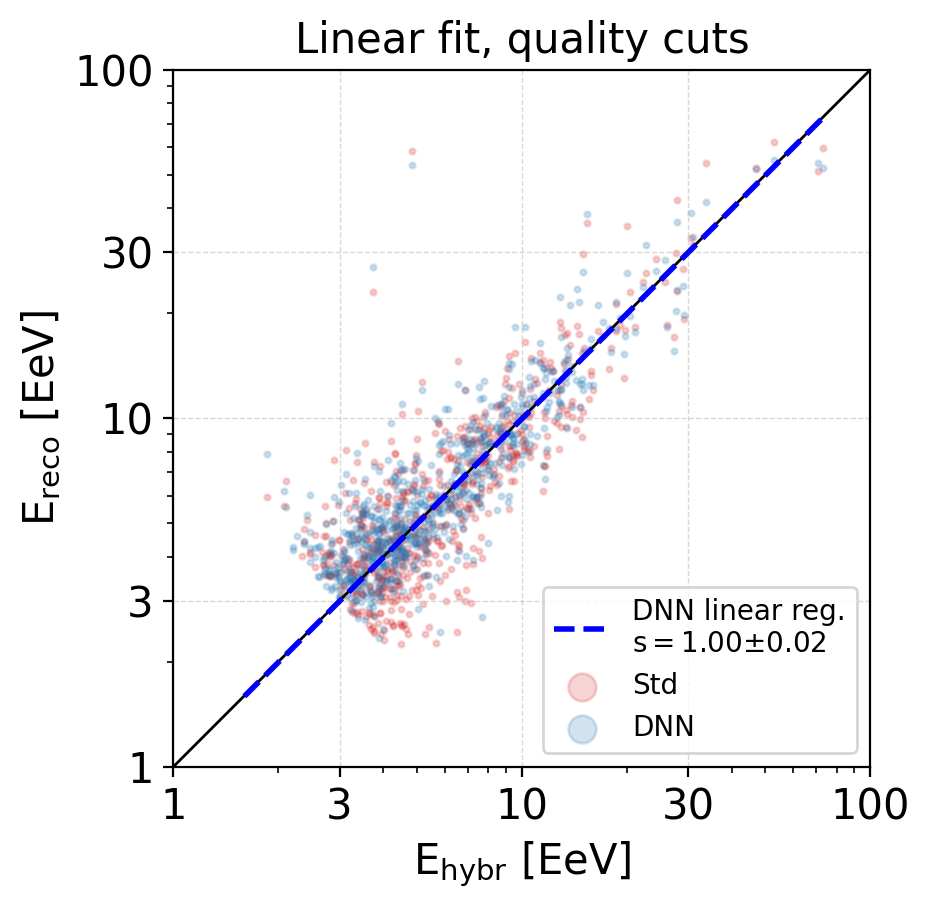 Linear fit, quality cuts
100
30
10
3
1
E_reco [EeV]
DNN linear reg.
s = 1.00±0.02
Std
DNN
1
3
10
30
100
E_hybr [EeV]